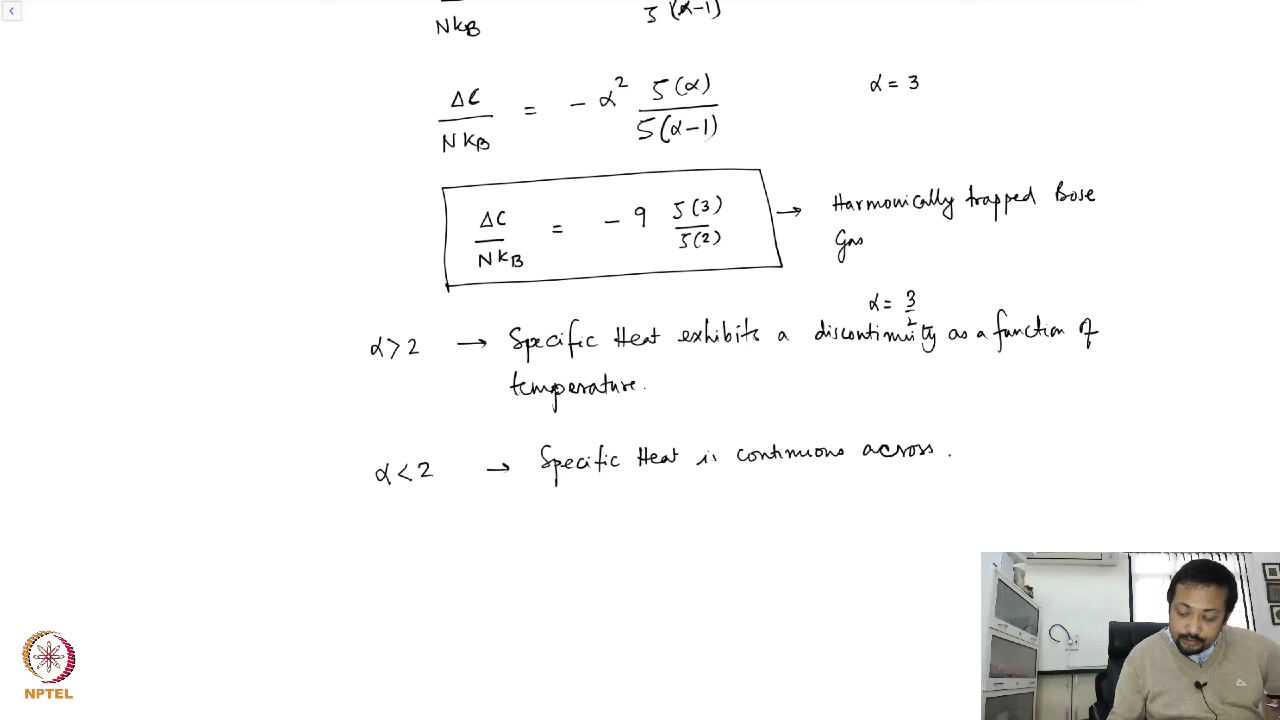 NkB ζ(α-1)
ΔC/NkB = - α² ζ(α)/ζ(α-1) α = 3
ΔC/NkB = - 9 ζ(3)/ζ(2) → Harmonically trapped Bose
Gas
α = 3/2
α > 2 → Specific Heat exhibits a discontinuity as a function of
temperature.
α < 2 → Specific Heat is continuous across.
NPTEL